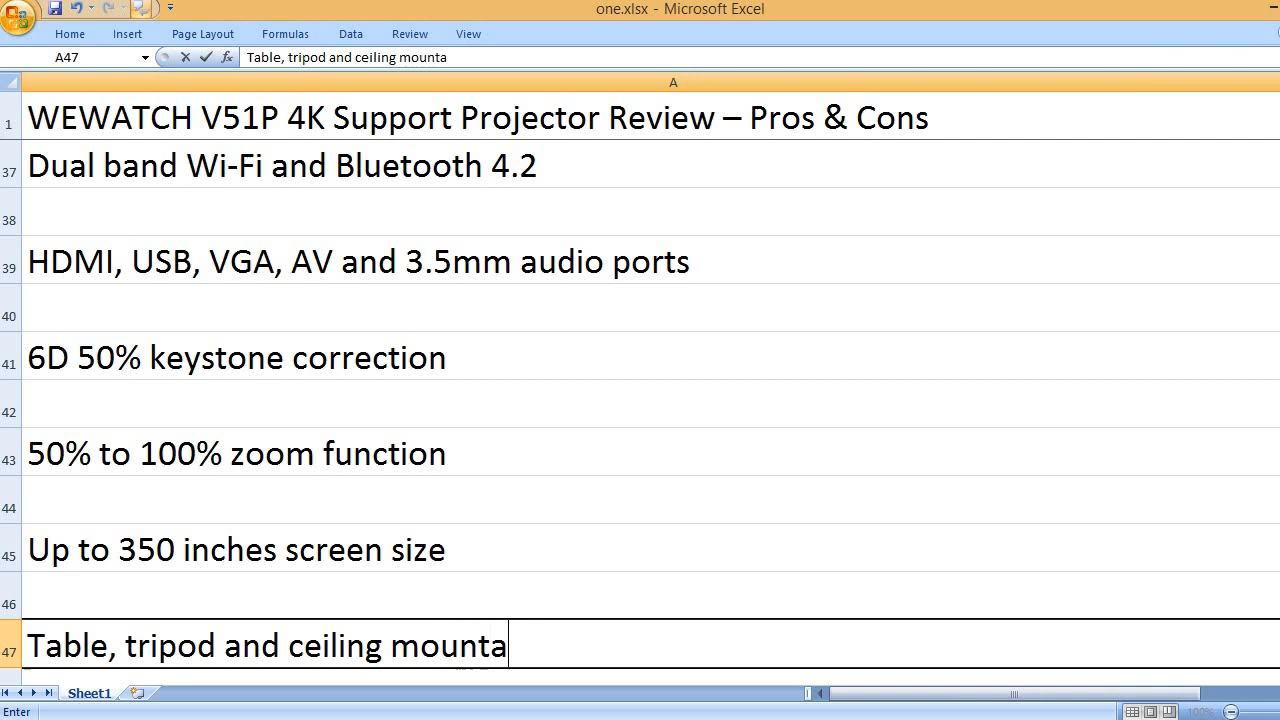 one.xlsx - Microsoft Excel
Home Insert Page Layout Formulas Data Review View
A47 fx Table, tripod and ceiling mounta
A
1 WEWATCH V51P 4K Support Projector Review – Pros & Cons
37 Dual band Wi-Fi and Bluetooth 4.2
38
39 HDMI, USB, VGA, AV and 3.5mm audio ports
40
41 6D 50% keystone correction
42
43 50% to 100% zoom function
44
45 Up to 350 inches screen size
46
47 Table, tripod and ceiling mounta
Sheet1
Enter 100%